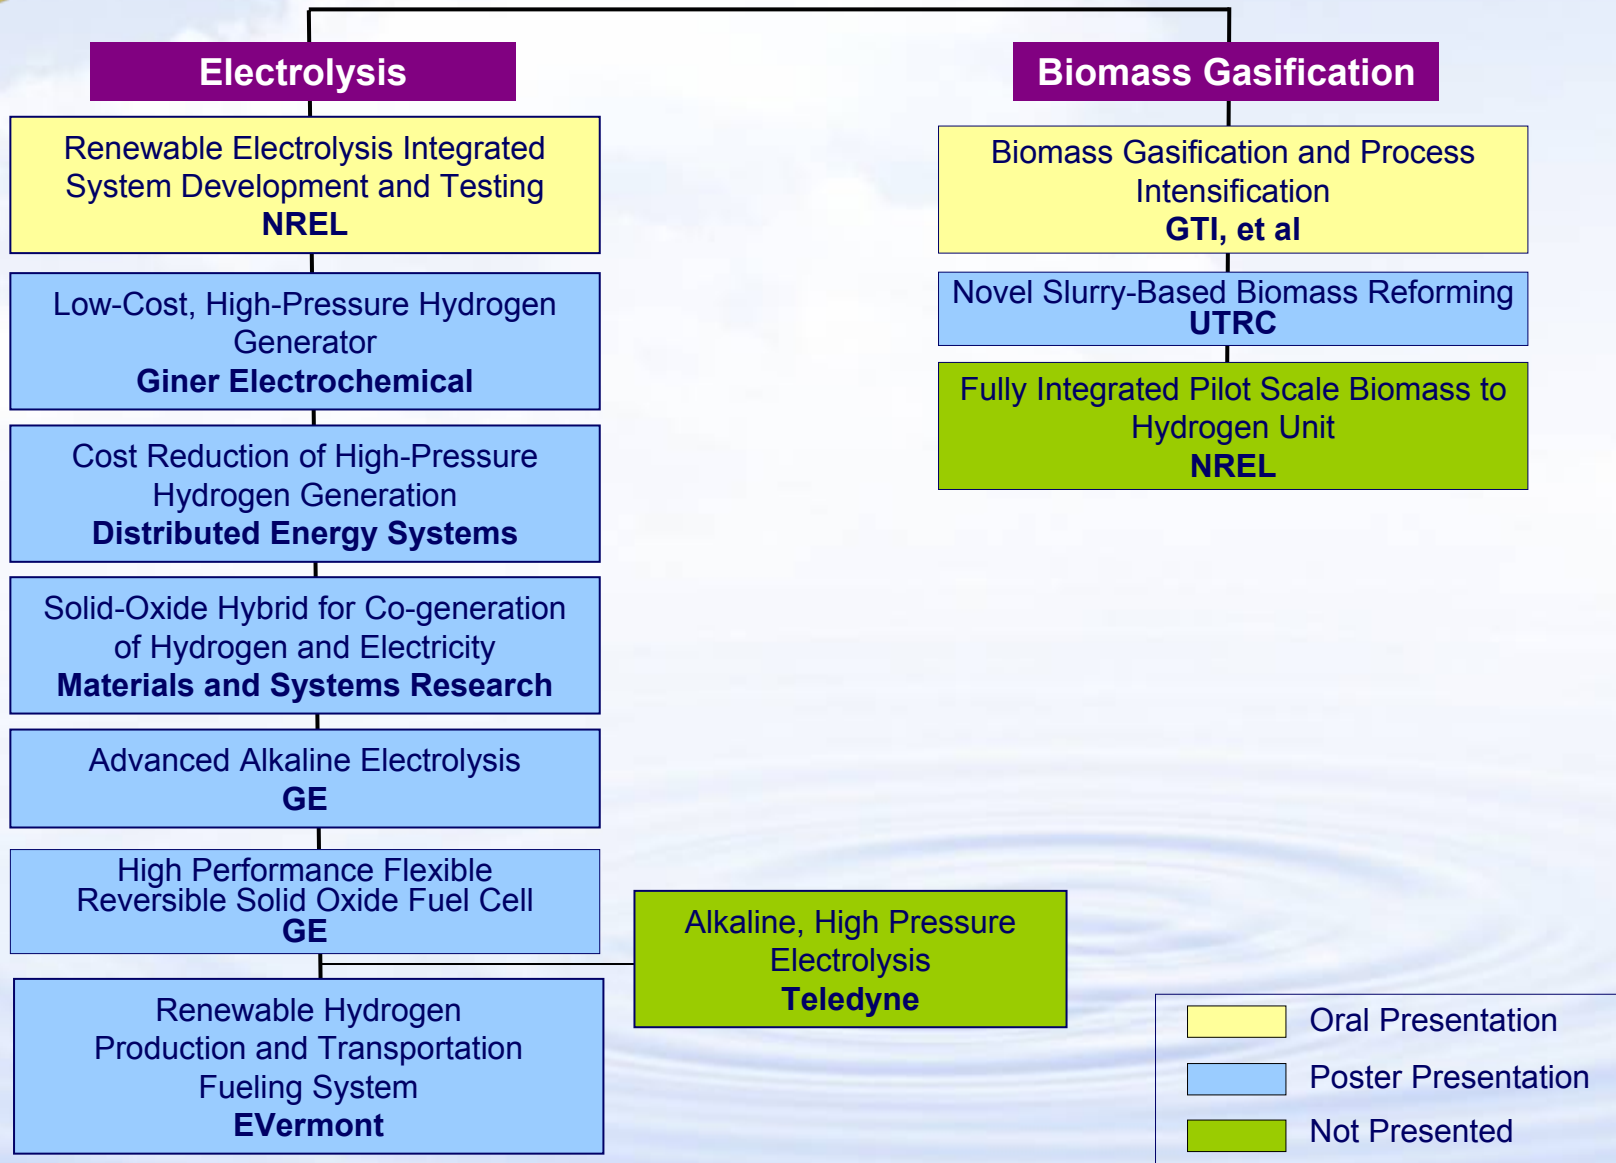 Electrolysis
Renewable Electrolysis Integrated
System Development and Testing
NREL
Low-Cost, High-Pressure Hydrogen
Generator
Giner Electrochemical
Cost Reduction of High-Pressure
Hydrogen Generation
Distributed Energy Systems
Solid-Oxide Hybrid for Co-generation
of Hydrogen and Electricity
Materials and Systems Research
Advanced Alkaline Electrolysis
GE
High Performance Flexible
Reversible Solid Oxide Fuel Cell
GE
Renewable Hydrogen
Production and Transportation
Fueling System
EVermont
Alkaline, High Pressure
Electrolysis
Teledyne
Biomass Gasification
Biomass Gasification and Process
Intensification
GTI, et al
Novel Slurry-Based Biomass Reforming
UTRC
Fully Integrated Pilot Scale Biomass to
Hydrogen Unit
NREL
Oral Presentation
Poster Presentation
Not Presented